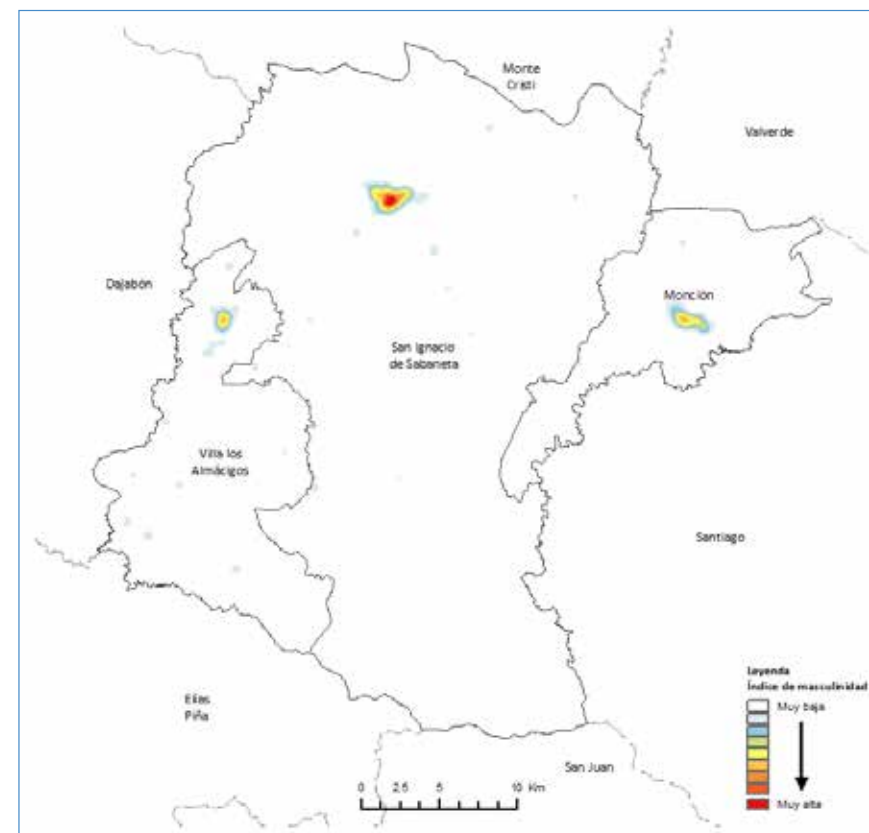 Monte
Cristi
Valverde
Dajabón
Monción
San Ignacio
de Sabaneta
Villa los
Almácigos
Santiago
Elías
Piña
San Juan
0 2.5 5 10 Km
Leyenda
Índice de masculinidad
Muy baja
Muy alta